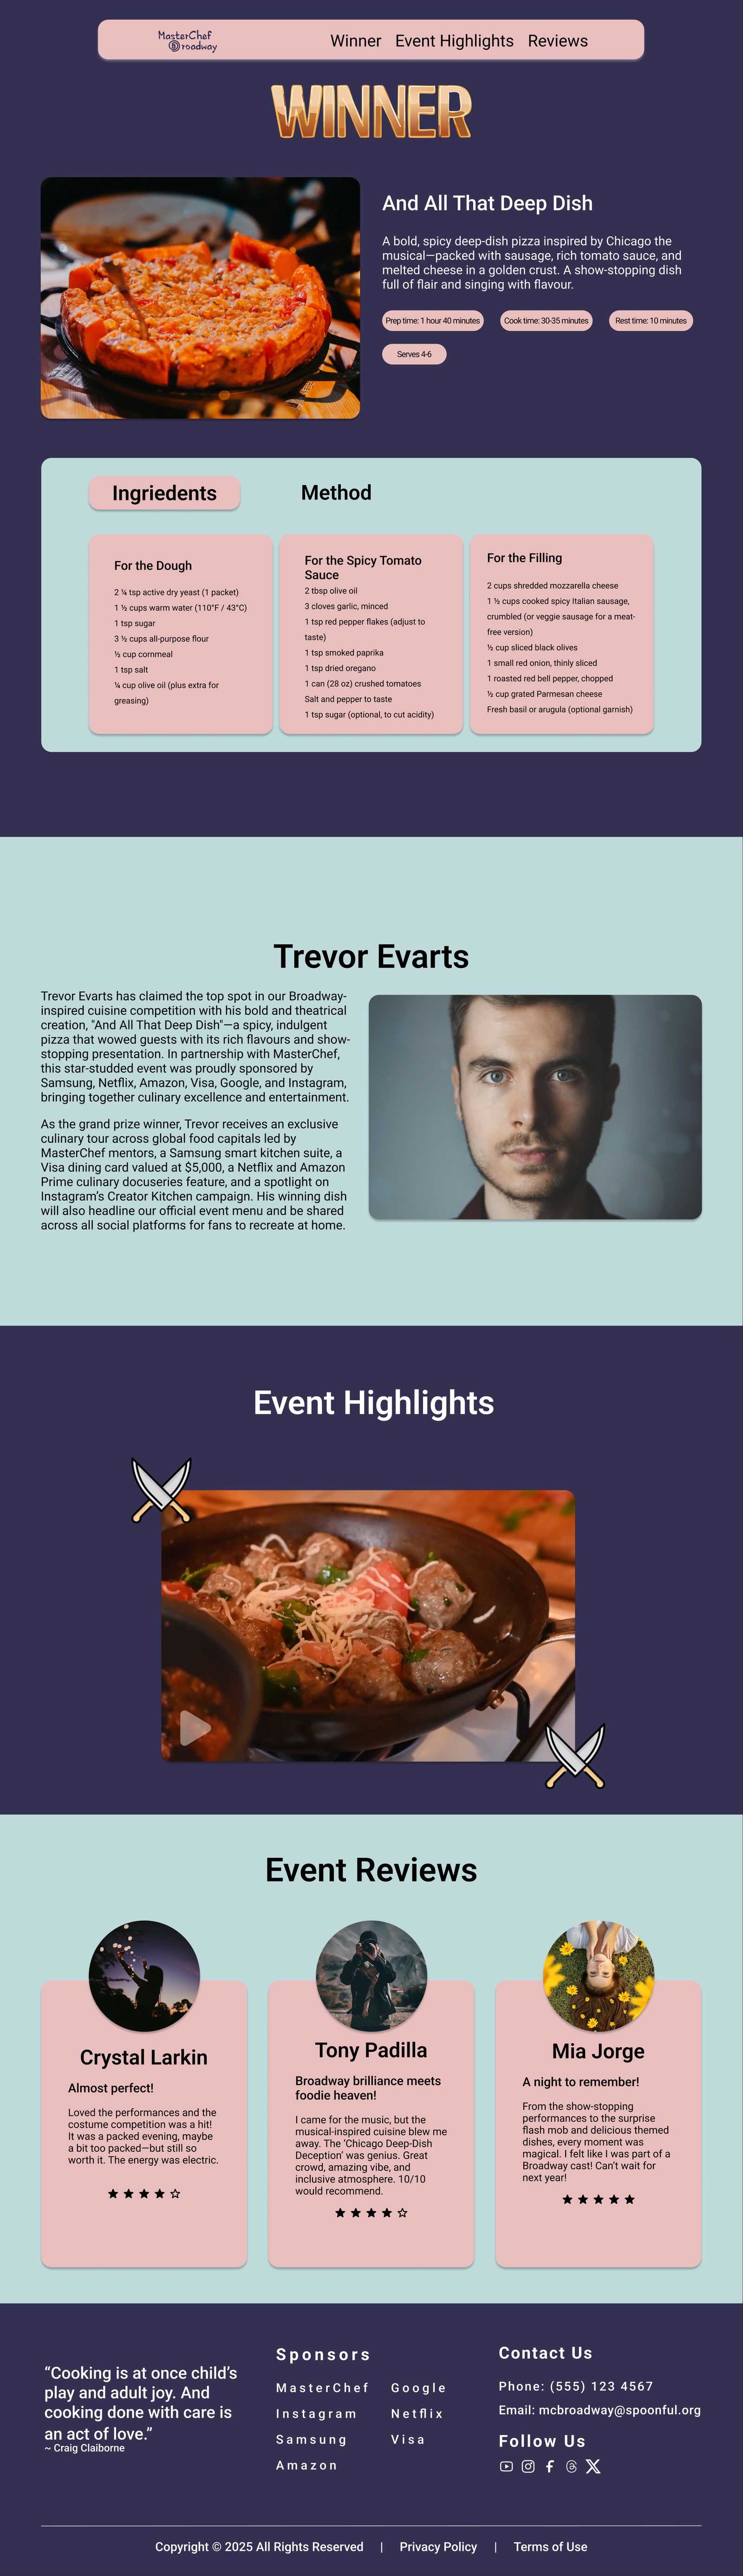 MasterChef
Broadway
Winner Event Highlights Reviews
WINNER
And All That Deep Dish
A bold, spicy deep-dish pizza inspired by Chicago the
musical—packed with sausage, rich tomato sauce, and
melted cheese in a golden crust. A show-stopping dish
full of flair and singing with flavour.
Prep time: 1 hour 40 minutes
Cook time: 30-35 minutes
Rest time: 10 minutes
Serves 4-6
Ingriedents
Method
For the Dough
2 ¼ tsp active dry yeast (1 packet)
1 ½ cups warm water (110°F / 43°C)
1 tsp sugar
3 ½ cups all-purpose flour
½ cup cornmeal
1 tsp salt
¼ cup olive oil (plus extra for
greasing)
For the Spicy Tomato
Sauce
2 tbsp olive oil
3 cloves garlic, minced
1 tsp red pepper flakes (adjust to
taste)
1 tsp smoked paprika
1 tsp dried oregano
1 can (28 oz) crushed tomatoes
Salt and pepper to taste
1 tsp sugar (optional, to cut acidity)
For the Filling
2 cups shredded mozzarella cheese
1 ½ cups cooked spicy Italian sausage,
crumbled (or veggie sausage for a meat-
free version)
½ cup sliced black olives
1 small red onion, thinly sliced
1 roasted red bell pepper, chopped
½ cup grated Parmesan cheese
Fresh basil or arugula (optional garnish)
Trevor Evarts
Trevor Evarts has claimed the top spot in our Broadway-
inspired cuisine competition with his bold and theatrical
creation, "And All That Deep Dish"—a spicy, indulgent
pizza that wowed guests with its rich flavours and show-
stopping presentation. In partnership with MasterChef,
this star-studded event was proudly sponsored by
Samsung, Netflix, Amazon, Visa, Google, and Instagram,
bringing together culinary excellence and entertainment.
As the grand prize winner, Trevor receives an exclusive
culinary tour across global food capitals led by
MasterChef mentors, a Samsung smart kitchen suite, a
Visa dining card valued at $5,000, a Netflix and Amazon
Prime culinary docuseries feature, and a spotlight on
Instagram's Creator Kitchen campaign. His winning dish
will also headline our official event menu and be shared
across all social platforms for fans to recreate at home.
Event Highlights
Event Reviews
Crystal Larkin
Almost perfect!
Loved the performances and the
costume competition was a hit!
It was a packed evening, maybe
a bit too packed—but still so
worth it. The energy was electric.
Tony Padilla
Broadway brilliance meets
foodie heaven!
I came for the music, but the
musical-inspired cuisine blew me
away. The 'Chicago Deep-Dish
Deception' was genius. Great
crowd, amazing vibe, and
inclusive atmosphere. 10/10
would recommend.
Mia Jorge
A night to remember!
From the show-stopping
performances to the surprise
flash mob and delicious themed
dishes, every moment was
magical. I felt like I was part of a
Broadway cast! Can't wait for
next year!
“Cooking is at once child’s
play and adult joy. And
cooking done with care is
an act of love.”
~ Craig Claiborne
Sponsors
MasterChef Google
Instagram Netflix
Samsung Visa
Amazon
Contact Us
Phone: (555) 123 4567
Email: mcbroadway@spoonful.org
Follow Us
Copyright © 2025 All Rights Reserved | Privacy Policy | Terms of Use